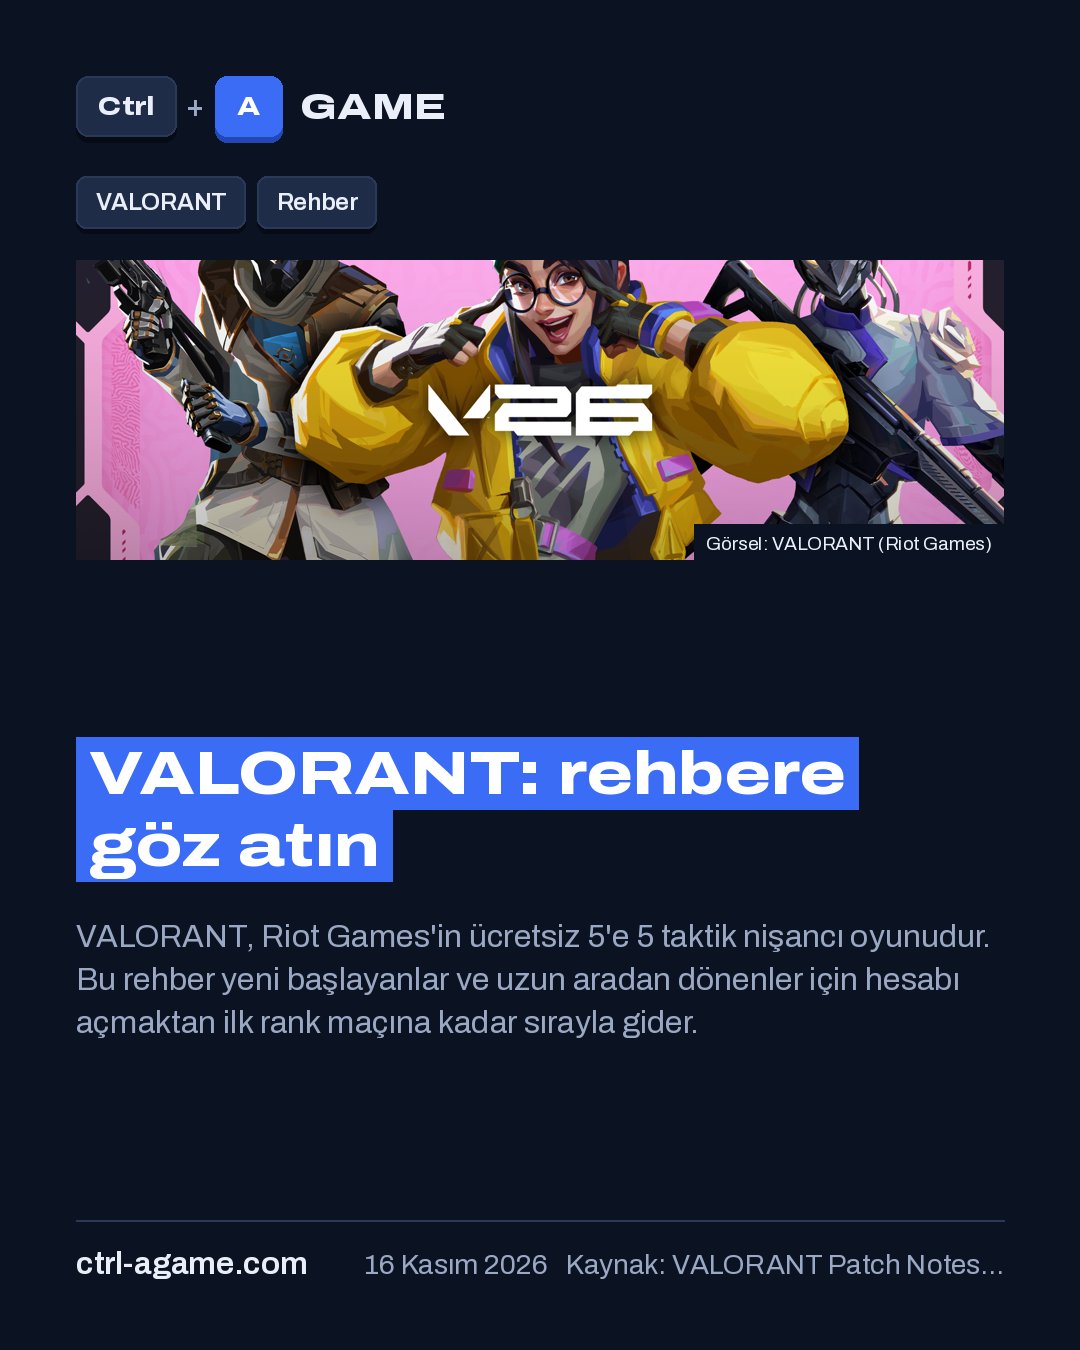 Ctrl + A GAME
VALORANT Rehber
V26
Görsel: VALORANT (Riot Games)
VALORANT: rehbere
göz atın
VALORANT, Riot Games'in ücretsiz 5'e 5 taktik nişancı oyunudur.
Bu rehber yeni başlayanlar ve uzun aradan dönenler için hesabı
açmaktan ilk rank maçına kadar sırayla gider.
ctrl-agame.com 16 Kasım 2026 Kaynak: VALORANT Patch Notes...